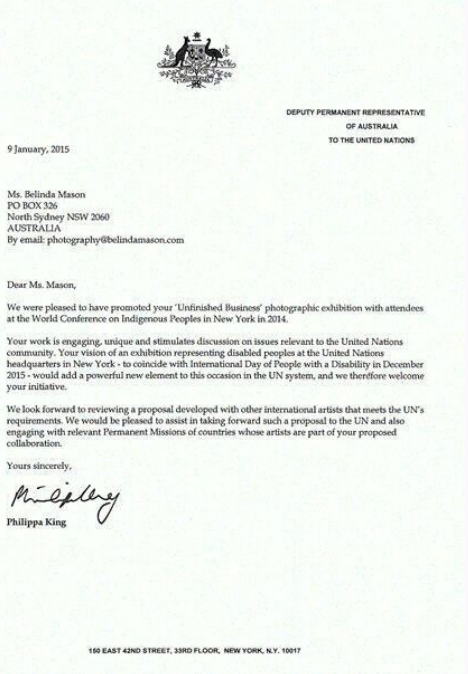 DEPUTY PERMANENT REPRESENTATIVE
OF AUSTRALIA
TO THE UNITED NATIONS
9 January, 2015
Ms. Belinda Mason
PO BOX 326
North Sydney NSW 2060
AUSTRALIA
By email: photography@belindamason.com
Dear Ms. Mason,
We were pleased to have promoted your 'Unfinished Business' photographic exhibition with attendees
at the World Conference on Indigenous Peoples in New York in 2014.
Your work is engaging, unique and stimulates discussion on issues relevant to the United Nations
community. Your vision of an exhibition representing disabled peoples at the United Nations
headquarters in New York - to coincide with International Day of People with a Disability in December
2015 - would add a powerful new element to this occasion in the UN system, and we therefore welcome
your initiative.
We look forward to reviewing a proposal developed with other international artists that meets the UN's
requirements. We would be pleased to assist in taking forward such a proposal to the UN and also
engaging with relevant Permanent Missions of countries whose artists are part of your proposed
collaboration.
Yours sincerely,
Philippa King
150 EAST 42ND STREET, 33RD FLOOR, NEW YORK, N.Y. 10017